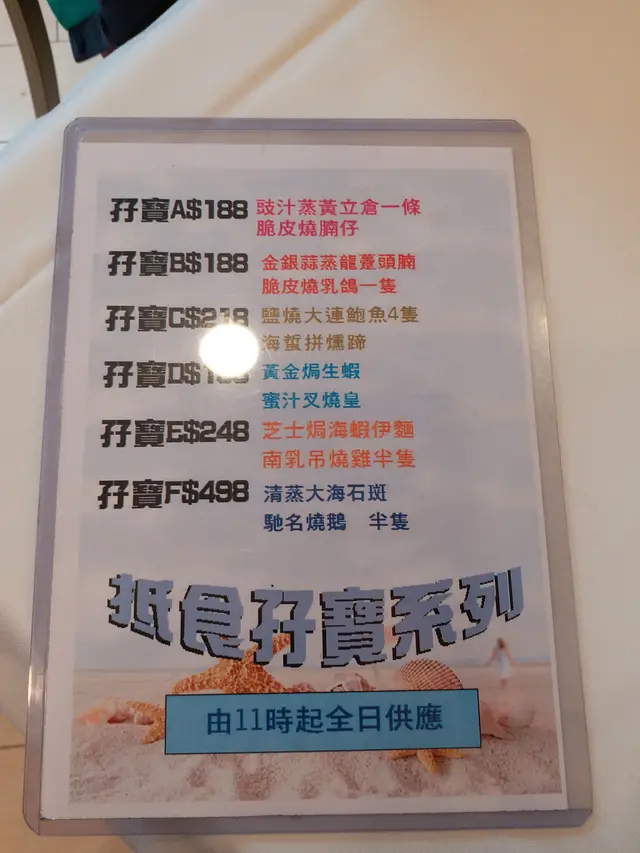 孖寶A$188 豉汁蒸黃立倉一條
脆皮燒腩仔
孖寶B$188 金銀蒜蒸龍躉頭腩
脆皮燒乳鴿一隻
孖寶C$218 鹽燒大連鮑魚4隻
海蜇拼燻蹄
孖寶D 黃金焗生蝦
蜜汁叉燒皇
孖寶E$248 芝士焗海蝦伊麵
南乳吊燒雞半隻
孖寶F$498 清蒸大海石斑
馳名燒鵝 半隻
抵食孖寶系列
由11時起全日供應